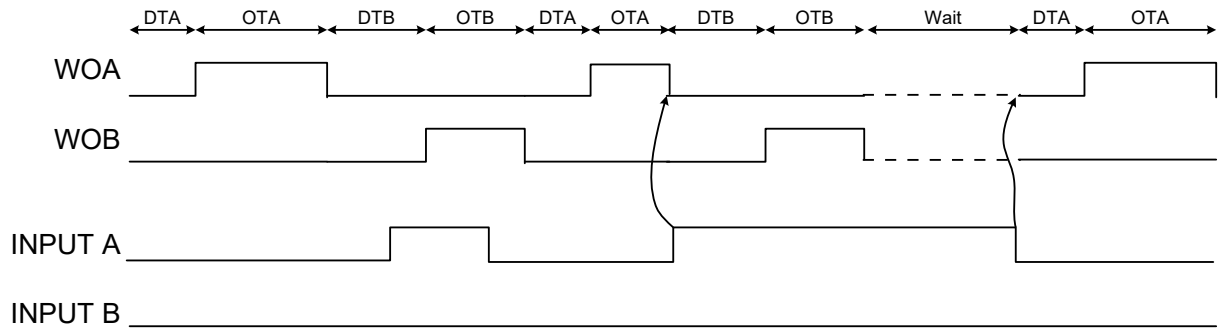 DTA OTA DTB OTB DTA OTA DTB OTB Wait DTA OTA
WOA
WOB
INPUT A
INPUT B